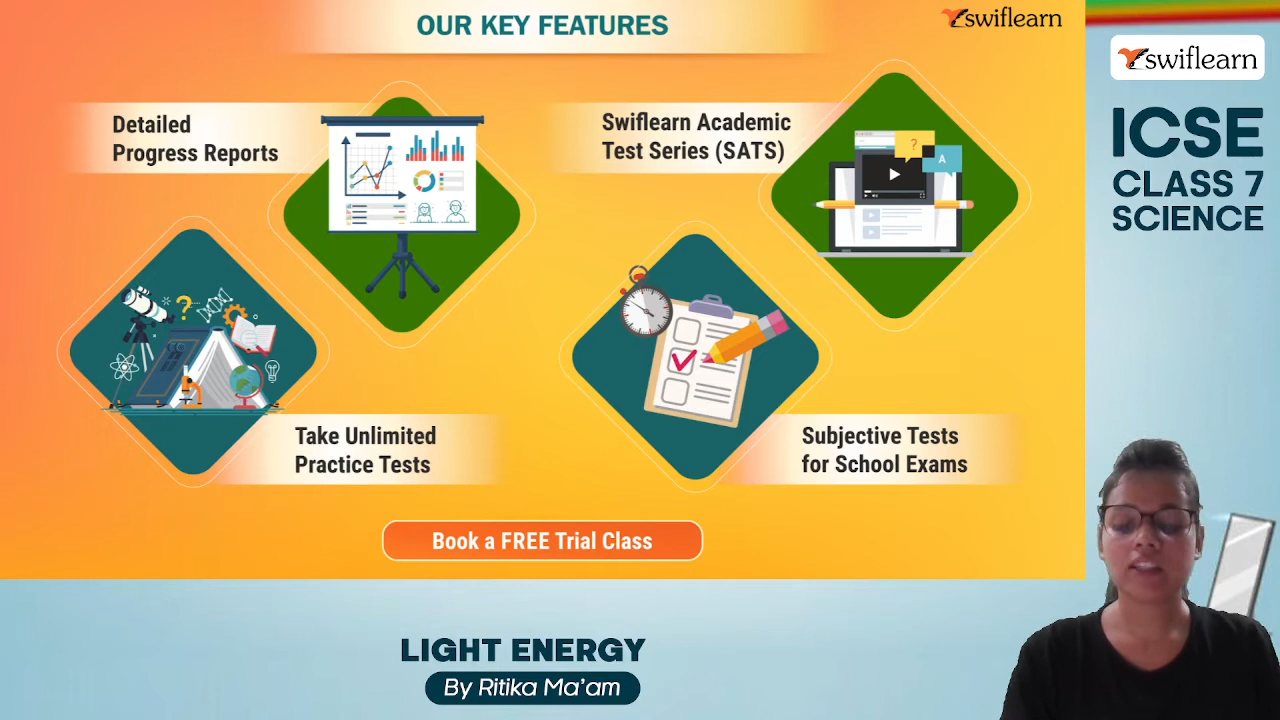 OUR KEY FEATURES
swiflearn
swiflearn
ICSE
CLASS 7
SCIENCE
Detailed
Progress Reports
Swiflearn Academic
Test Series (SATS)
?
A
?
Take Unlimited
Practice Tests
Subjective Tests
for School Exams
Book a FREE Trial Class
LIGHT ENERGY
By Ritika Ma'am